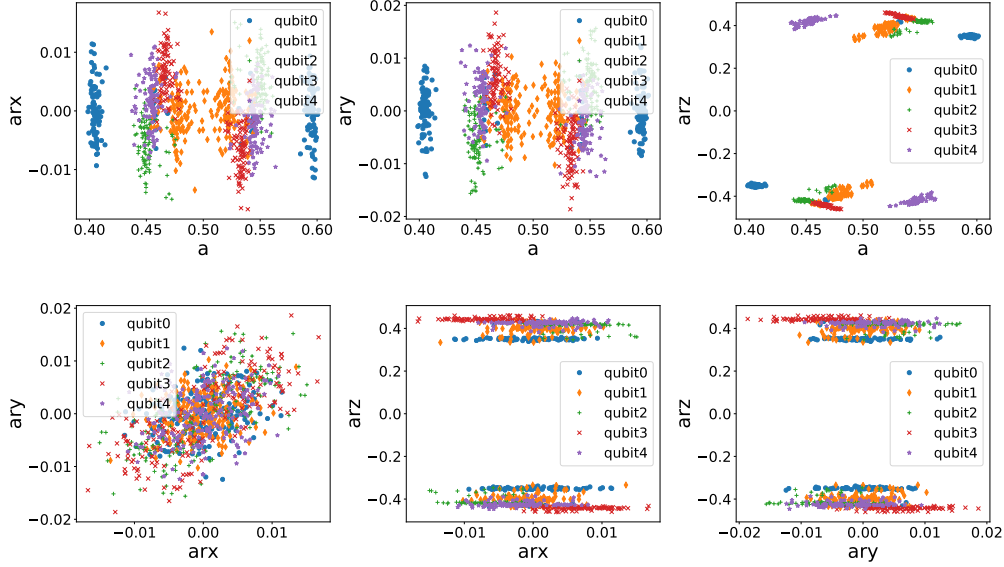 0.01
0.00
−0.01
arx
0.40
0.45
0.50
0.55
0.60
a
qubit0
qubit1
qubit2
qubit3
qubit4
0.02
0.01
0.00
−0.01
−0.02
ary
0.40
0.45
0.50
0.55
0.60
a
qubit0
qubit1
qubit2
qubit3
qubit4
0.4
0.2
0.0
−0.2
−0.4
arz
0.40
0.45
0.50
0.55
0.60
a
qubit0
qubit1
qubit2
qubit3
qubit4
0.02
0.01
0.00
−0.01
−0.02
ary
−0.01
0.00
0.01
arx
qubit0
qubit1
qubit2
qubit3
qubit4
0.4
0.2
0.0
−0.2
−0.4
arz
−0.01
0.00
0.01
arx
qubit0
qubit1
qubit2
qubit3
qubit4
0.4
0.2
0.0
−0.2
−0.4
arz
−0.02
−0.01
0.00
0.01
0.02
ary
qubit0
qubit1
qubit2
qubit3
qubit4